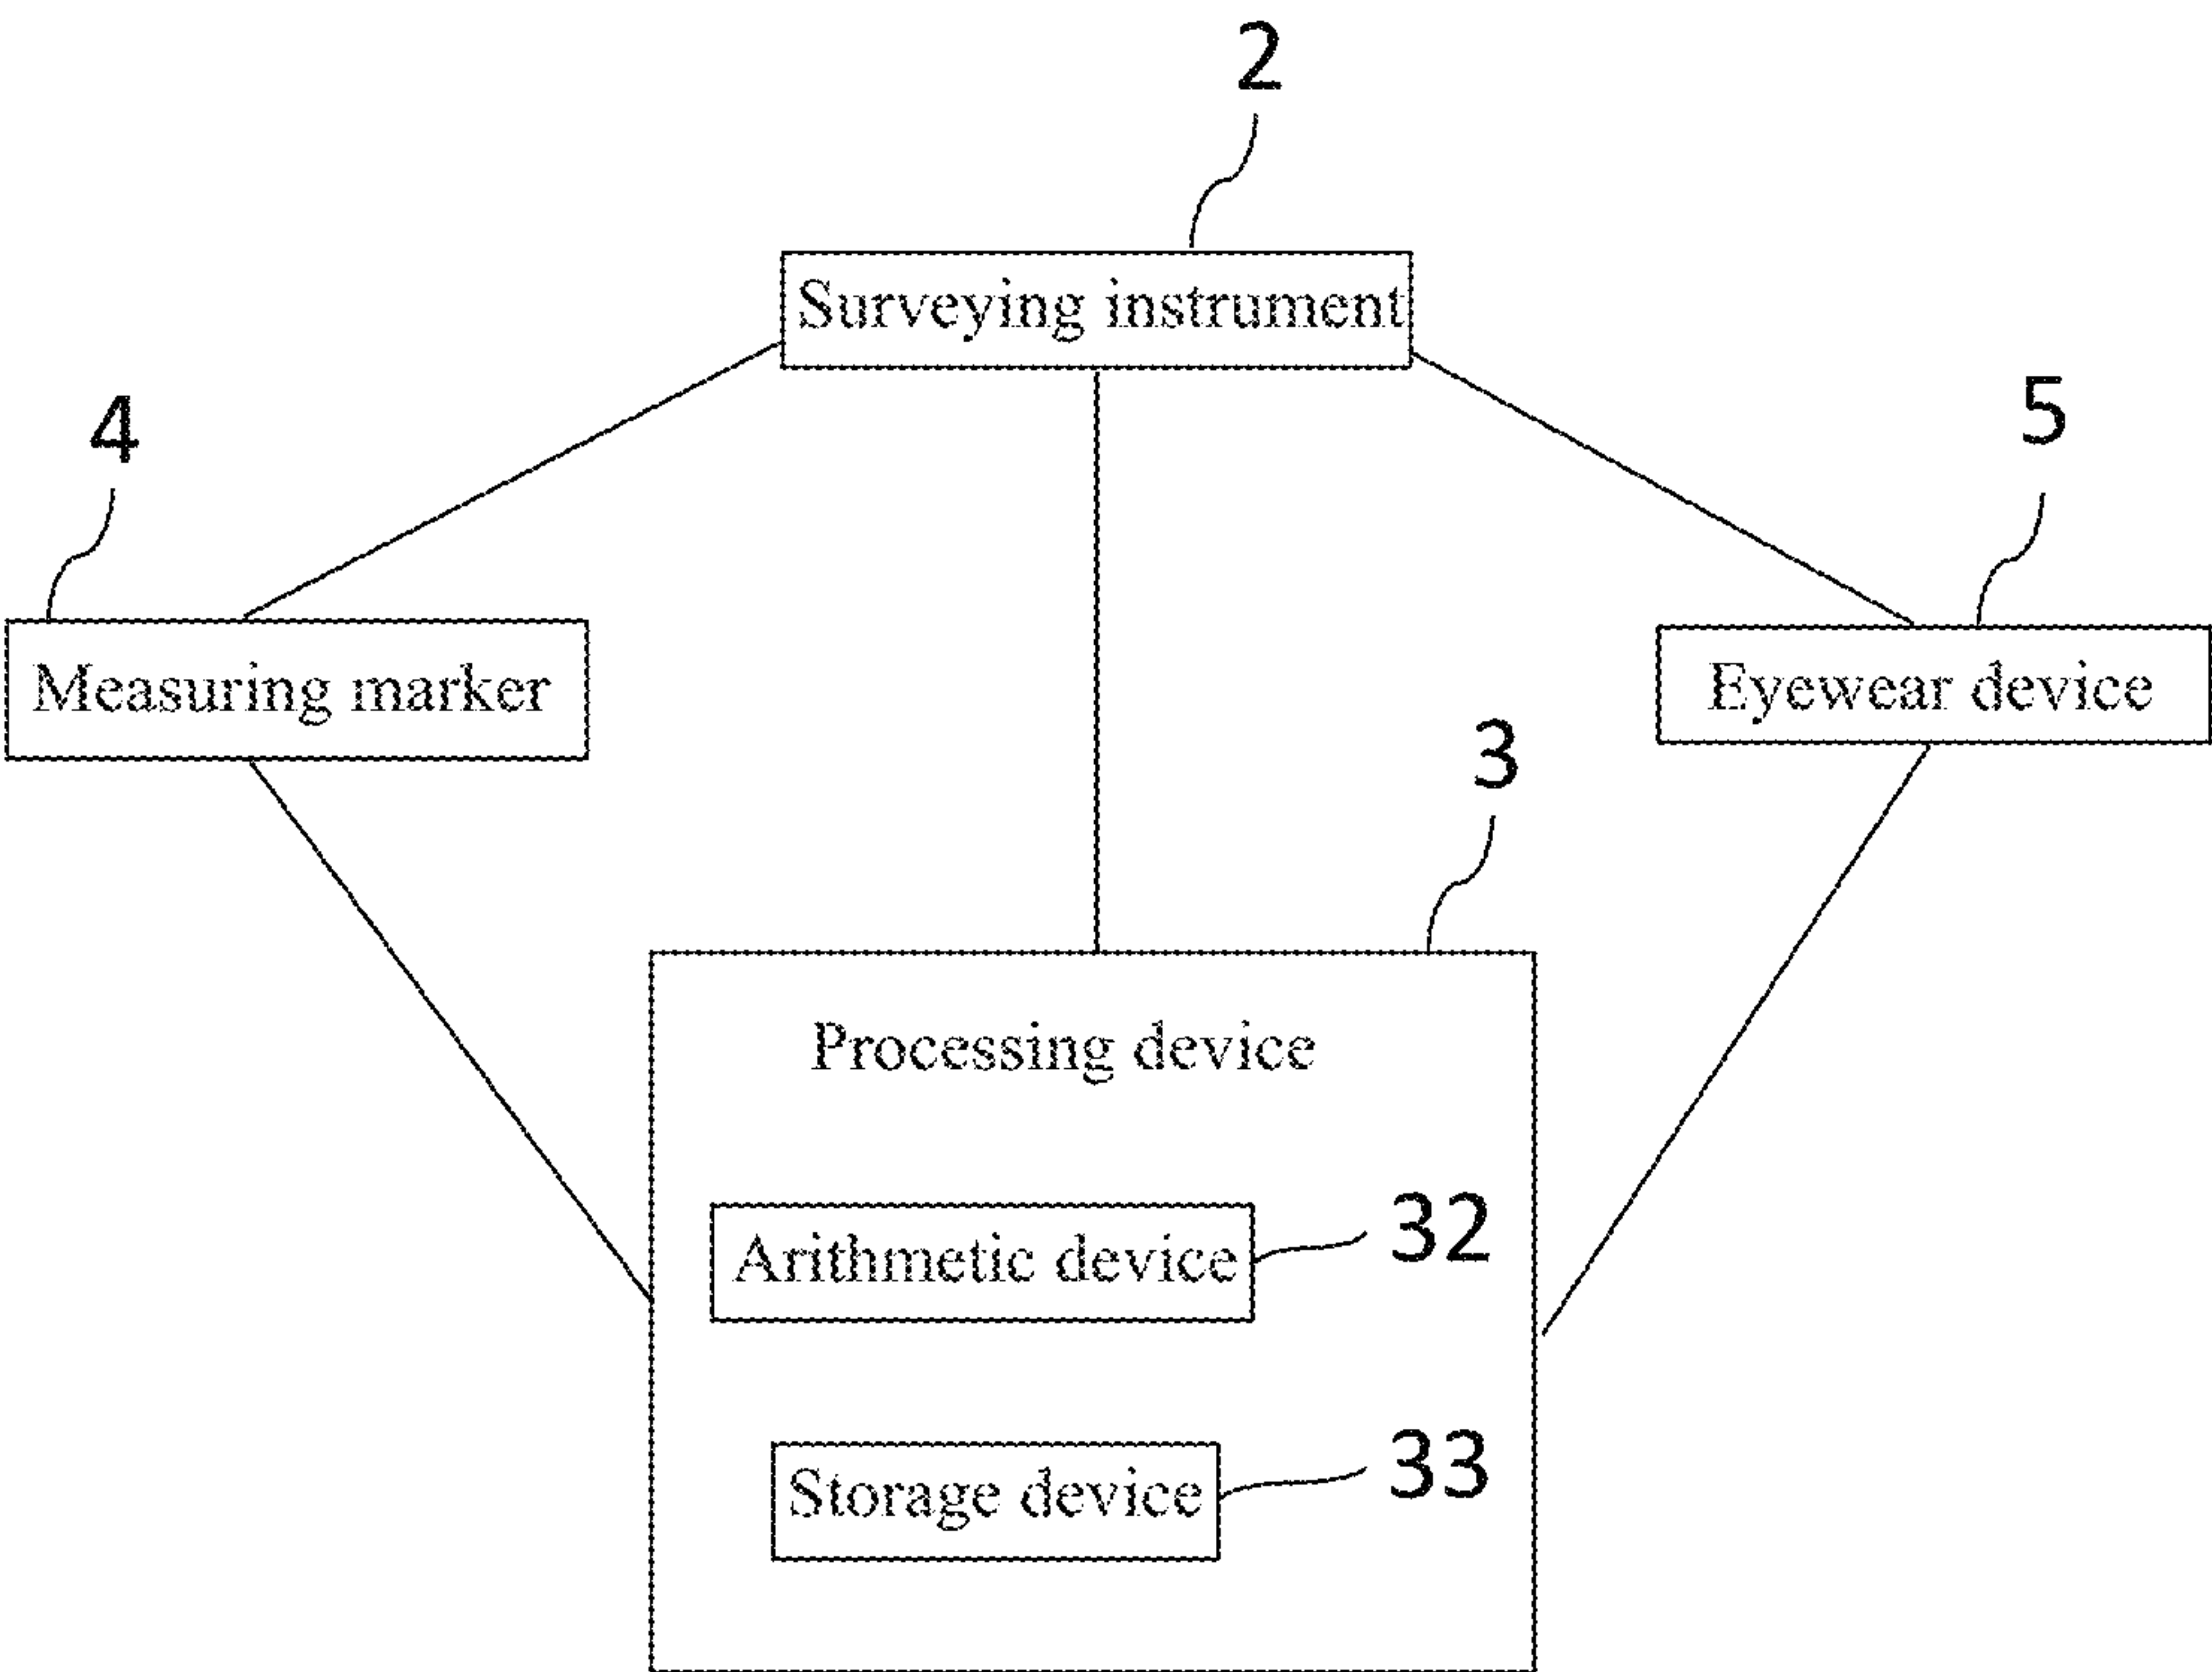 2
Surveying instrument
4
5
Measuring marker
Eyewear device
3
Processing device
Arithmetic device 32
Storage device 33